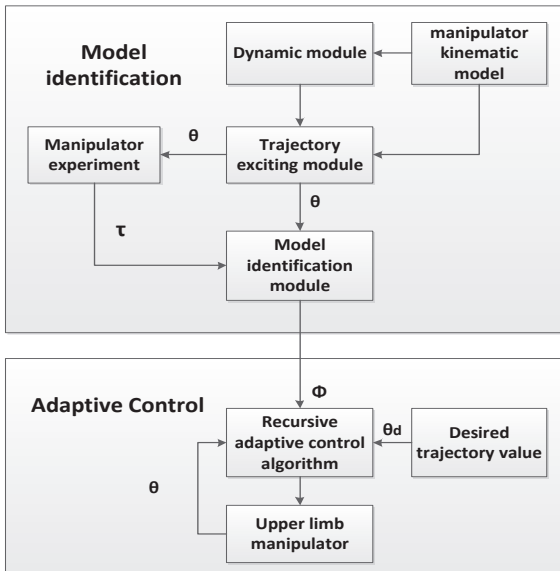 Model
identification
Dynamic module
manipulator
kinematic
model
Manipulator
experiment
θ
Trajectory
exciting module
θ
τ
Model
identification
module
Φ
Adaptive Control
Recursive
adaptive control
algorithm
θd
Desired
trajectory value
θ
Upper limb
manipulator